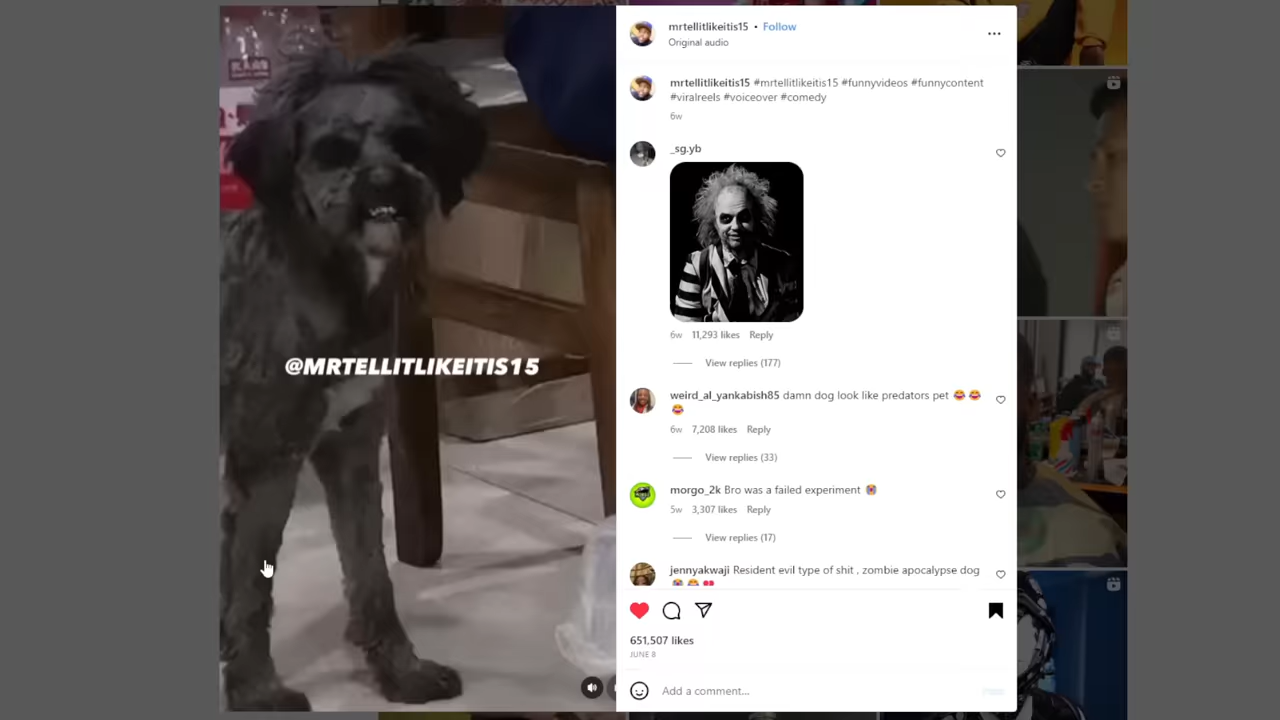 @MRTELLITLIKEITIS15
mrtellitlikeitis15 • Follow
Original audio
mrtellitlikeitis15 #mrtellitlikeitis15 #funnyvideos #funnycontent
#viralreels #voiceover #comedy
6w
_sg.yb
6w 11,293 likes Reply
View replies (177)
weird_al_yankabish85 damn dog look like predators pet 😂 😂
😂
6w 7,208 likes Reply
View replies (33)
morgo_2k Bro was a failed experiment 😭
5w 3,307 likes Reply
View replies (17)
jennyakwaji Resident evil type of shit , zombie apocalypse dog
651,507 likes
JUNE 8
Add a comment...